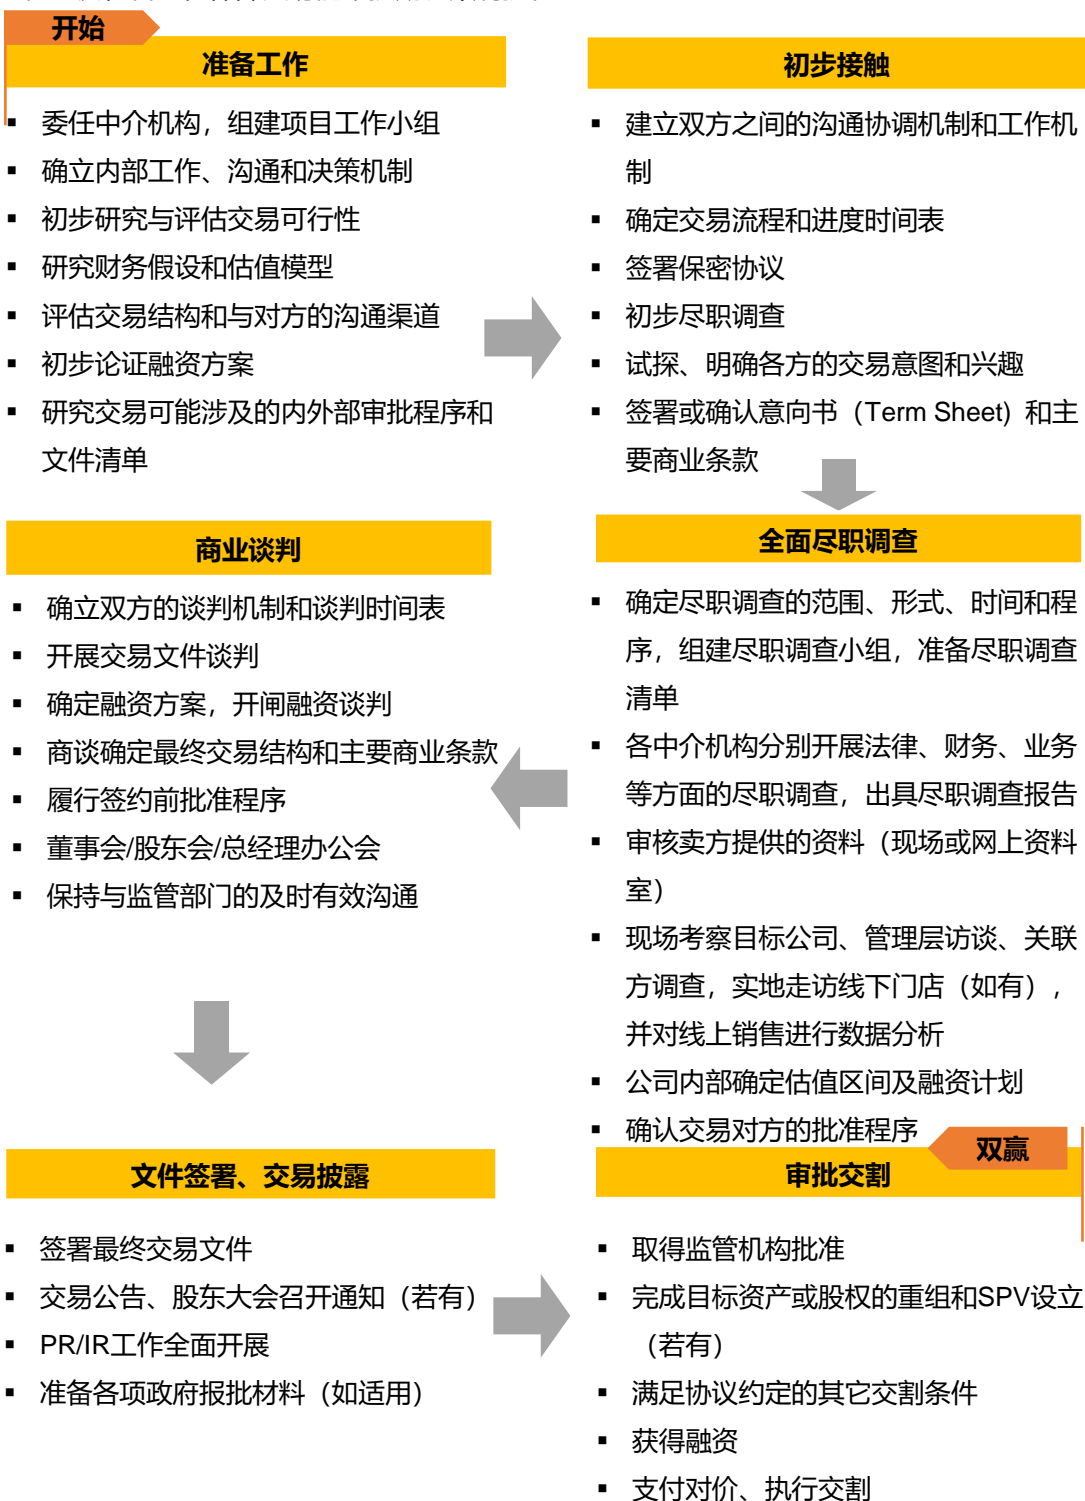 开始
准备工作
▪ 委任中介机构，组建项目工作小组
▪ 确立内部工作、沟通和决策机制
▪ 初步研究与评估交易可行性
▪ 研究财务假设和估值模型
▪ 评估交易结构和与对方的沟通渠道
▪ 初步论证融资方案
▪ 研究交易可能涉及的内外部审批程序和
文件清单
初步接触
▪ 建立双方之间的沟通协调机制和工作机
制
▪ 确定交易流程和进度时间表
▪ 签署保密协议
▪ 初步尽职调查
▪ 试探、明确各方的交易意图和兴趣
▪ 签署或确认意向书（Term Sheet）和主
要商业条款
全面尽职调查
▪ 确定尽职调查的范围、形式、时间和程
序，组建尽职调查小组，准备尽职调查
清单
▪ 各中介机构分别开展法律、财务、业务
等方面的尽职调查，出具尽职调查报告
▪ 审核卖方提供的资料（现场或网上资料
室）
▪ 现场考察目标公司、管理层访谈、关联
方调查，实地走访线下门店（如有），
并对线上销售进行数据分析
▪ 公司内部确定估值区间及融资计划
▪ 确认交易对方的批准程序
商业谈判
▪ 确立双方的谈判机制和谈判时间表
▪ 开展交易文件谈判
▪ 确定融资方案，开闸融资谈判
▪ 商谈确定最终交易结构和主要商业条款
▪ 履行签约前批准程序
▪ 董事会/股东会/总经理办公会
▪ 保持与监管部门的及时有效沟通
文件签署、交易披露
▪ 签署最终交易文件
▪ 交易公告、股东大会召开通知（若有）
▪ PR/IR工作全面开展
▪ 准备各项政府报批材料（如适用）
双赢
审批交割
▪ 取得监管机构批准
▪ 完成目标资产或股权的重组和SPV设立
（若有）
▪ 满足协议约定的其它交割条件
▪ 获得融资
▪ 支付对价、执行交割